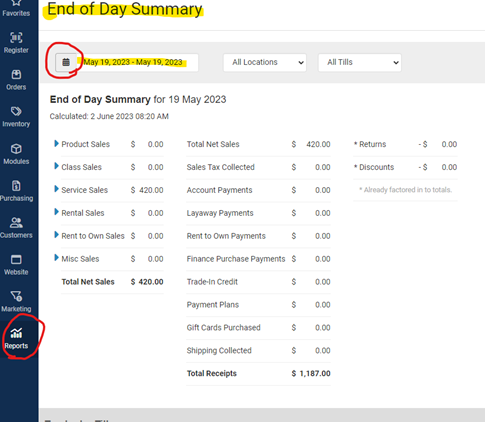 Favorites
Register
Orders
Inventory
Modules
Purchasing
Customers
Website
Marketing
Reports
End of Day Summary
May 19, 2023 - May 19, 2023
All Locations
All Tills
End of Day Summary for 19 May 2023
Calculated: 2 June 2023 08:20 AM
Product Sales $ 0.00
Class Sales $ 0.00
Service Sales $ 420.00
Rental Sales $ 0.00
Rent to Own Sales $ 0.00
Misc Sales $ 0.00
Total Net Sales $ 420.00
Total Net Sales $ 420.00
Sales Tax Collected $ 0.00
Account Payments $ 0.00
Layaway Payments $ 0.00
Rent to Own Payments $ 0.00
Finance Purchase Payments $ 0.00
Trade-In Credit $ 0.00
Payment Plans $ 0.00
Gift Cards Purchased $ 0.00
Shipping Collected $ 0.00
Total Receipts $ 1,187.00
* Returns - $ 0.00
* Discounts - $ 0.00
* Already factored in to totals.